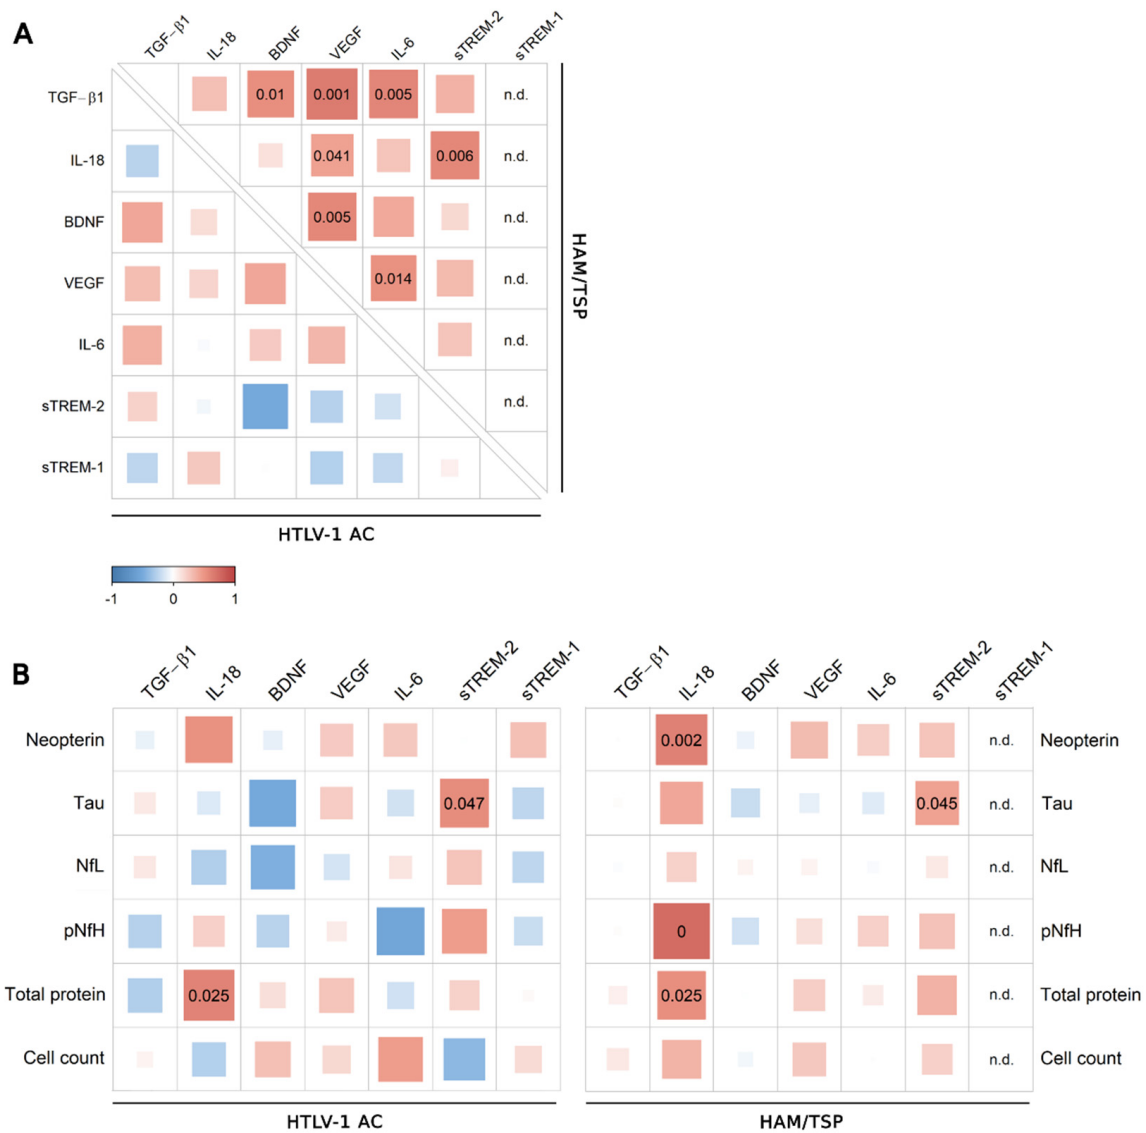 A
TGF−β1 IL-18 BDNF VEGF IL-6 sTREM-2 sTREM-1
TGF−β1 0.01 0.001 0.005 n.d.
IL-18 0.041 0.006 n.d.
BDNF 0.005 n.d.
VEGF 0.014 n.d.
IL-6 n.d.
sTREM-2 n.d.
sTREM-1
HAM/TSP
HTLV-1 AC
-1 0 1
B
TGF−β1 IL-18 BDNF VEGF IL-6 sTREM-2 sTREM-1 TGF−β1 IL-18 BDNF VEGF IL-6 sTREM-2 sTREM-1
Neopterin 0.002 n.d. Neopterin
Tau 0.047 0.045 n.d. Tau
NfL n.d. NfL
pNfH 0 n.d. pNfH
Total protein 0.025 0.025 n.d. Total protein
Cell count n.d. Cell count
HTLV-1 AC HAM/TSP